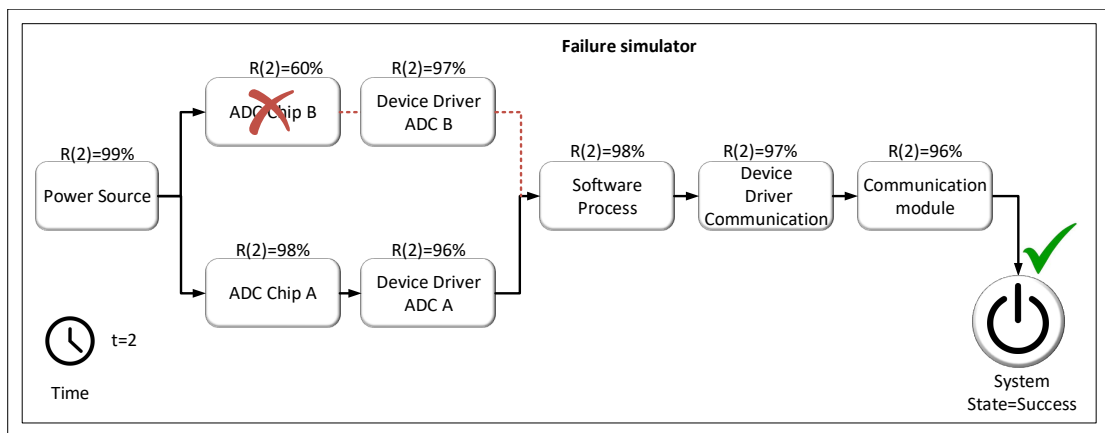 Failure simulator
R(2)=60%
R(2)=97%
ADC Chip B
Device Driver
ADC B
R(2)=99%
Power Source
R(2)=98%
Software
Process
R(2)=97%
Device
Driver
Communication
R(2)=96%
Communication
module
R(2)=98%
ADC Chip A
R(2)=96%
Device Driver
ADC A
t=2
Time
System
State=Success